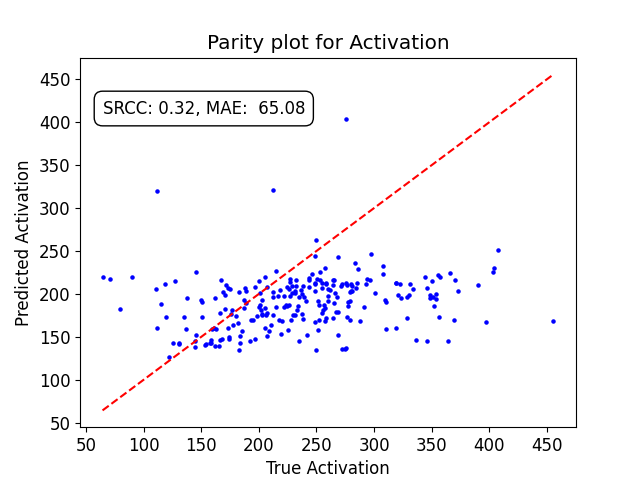 Parity plot for Activation
SRCC: 0.32, MAE:  65.08
Predicted Activation
450
400
350
300
250
200
150
100
50
50 100 150 200 250 300 350 400 450
True Activation